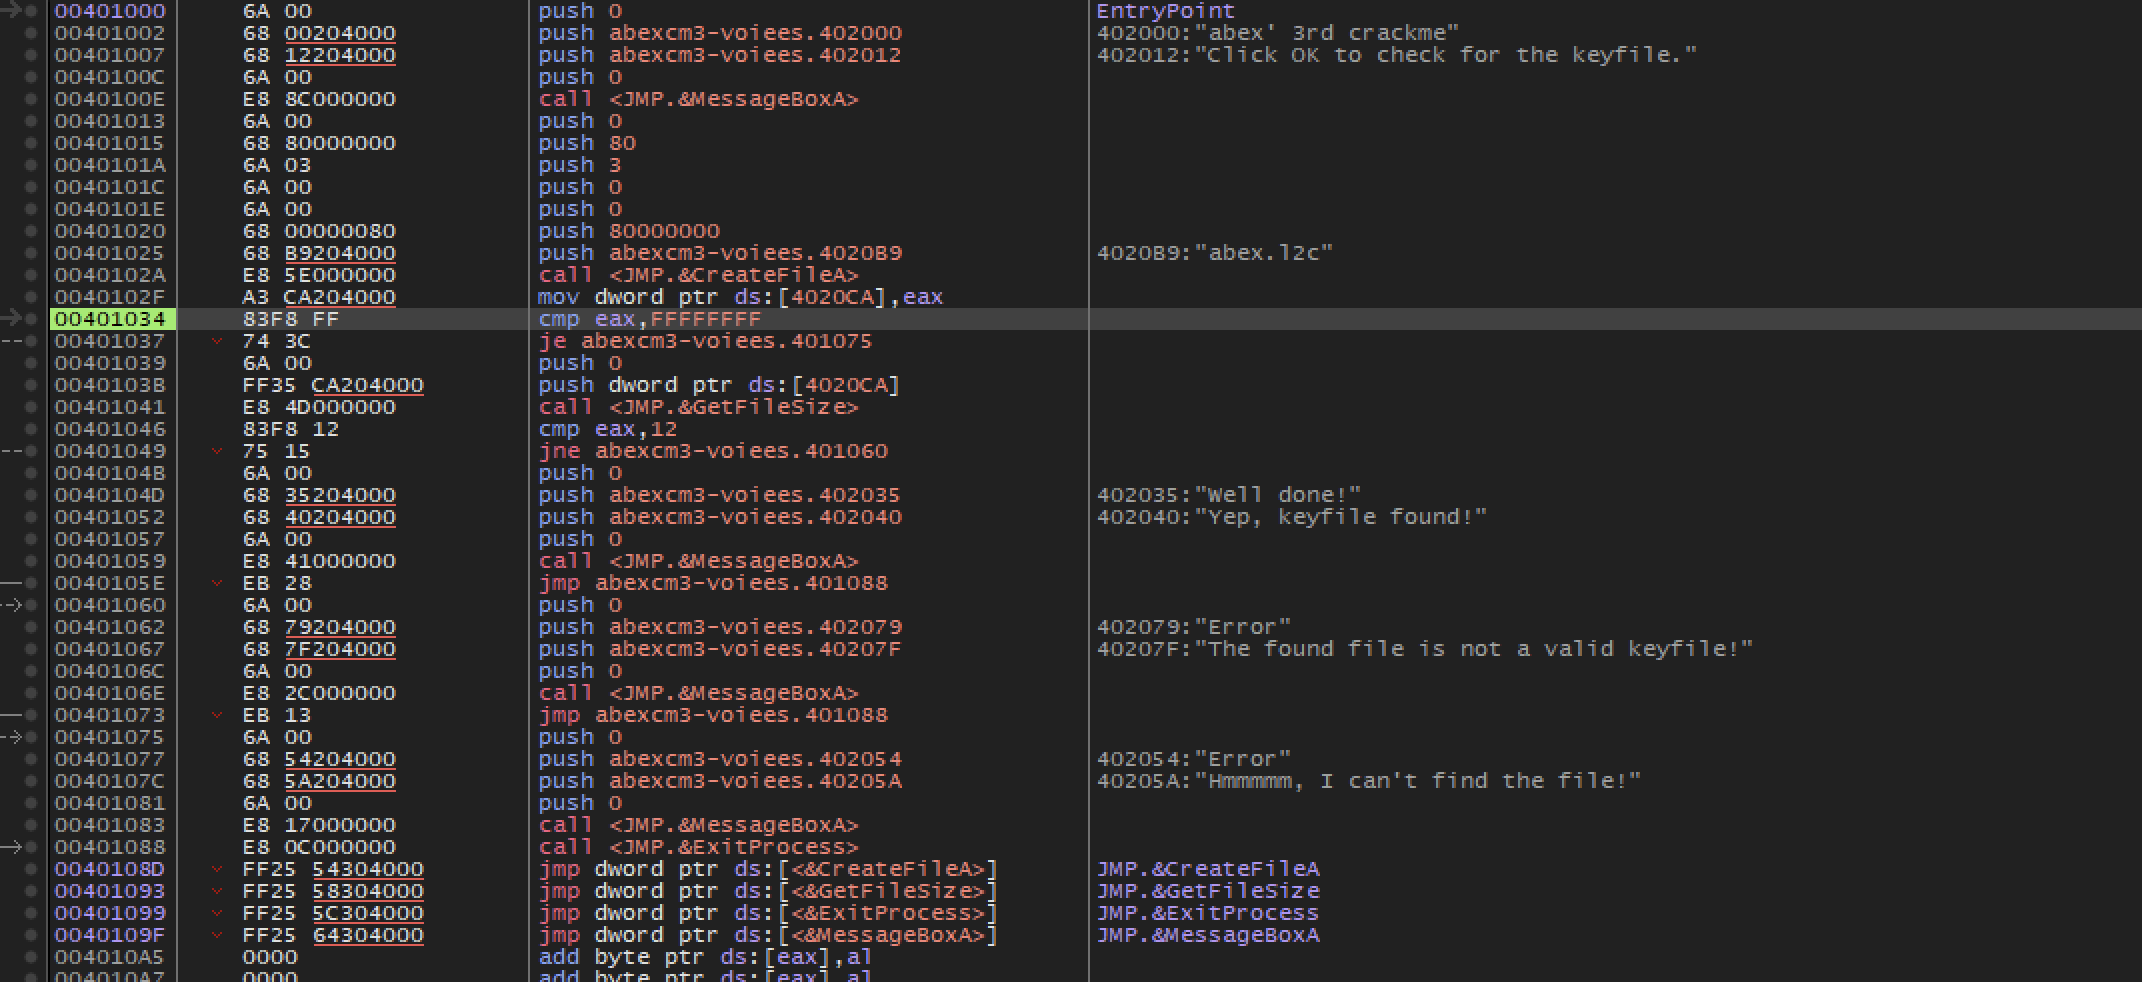 00401000 6A 00 push 0 EntryPoint
00401002 68 00204000 push abexcm3-voiees.402000 402000:"abex' 3rd crackme"
00401007 68 12204000 push abexcm3-voiees.402012 402012:"Click OK to check for the keyfile."
0040100C 6A 00 push 0
0040100E E8 8C000000 call <JMP.&MessageBoxA>
00401013 6A 00 push 0
00401015 68 80000000 push 80
0040101A 6A 03 push 3
0040101C 6A 00 push 0
0040101E 6A 00 push 0
00401020 68 00000080 push 80000000
00401025 68 B9204000 push abexcm3-voiees.4020B9 4020B9:"abex.l2c"
0040102A E8 5E000000 call <JMP.&CreateFileA>
0040102F A3 CA204000 mov dword ptr ds:[4020CA],eax
00401034 83F8 FF cmp eax,FFFFFFFF
00401037 74 3C je abexcm3-voiees.401075
00401039 6A 00 push 0
0040103B FF35 CA204000 push dword ptr ds:[4020CA]
00401041 E8 4D000000 call <JMP.&GetFileSize>
00401046 83F8 12 cmp eax,12
00401049 75 15 jne abexcm3-voiees.401060
0040104B 6A 00 push 0
0040104D 68 35204000 push abexcm3-voiees.402035 402035:"Well done!"
00401052 68 40204000 push abexcm3-voiees.402040 402040:"Yep, keyfile found!"
00401057 6A 00 push 0
00401059 E8 41000000 call <JMP.&MessageBoxA>
0040105E EB 28 jmp abexcm3-voiees.401088
00401060 6A 00 push 0
00401062 68 79204000 push abexcm3-voiees.402079 402079:"Error"
00401067 68 7F204000 push abexcm3-voiees.40207F 40207F:"The found file is not a valid keyfile!"
0040106C 6A 00 push 0
0040106E E8 2C000000 call <JMP.&MessageBoxA>
00401073 EB 13 jmp abexcm3-voiees.401088
00401075 6A 00 push 0
00401077 68 54204000 push abexcm3-voiees.402054 402054:"Error"
0040107C 68 5A204000 push abexcm3-voiees.40205A 40205A:"Hmmmmm, I can't find the file!"
00401081 6A 00 push 0
00401083 E8 17000000 call <JMP.&MessageBoxA>
00401088 E8 0C000000 call <JMP.&ExitProcess>
0040108D FF25 54304000 jmp dword ptr ds:[<&CreateFileA>] JMP.&CreateFileA
00401093 FF25 58304000 jmp dword ptr ds:[<&GetFileSize>] JMP.&GetFileSize
00401099 FF25 5C304000 jmp dword ptr ds:[<&ExitProcess>] JMP.&ExitProcess
0040109F FF25 64304000 jmp dword ptr ds:[<&MessageBoxA>] JMP.&MessageBoxA
004010A5 0000 add byte ptr ds:[eax],al
004010A7 0000 add byte ptr ds:[eax],al